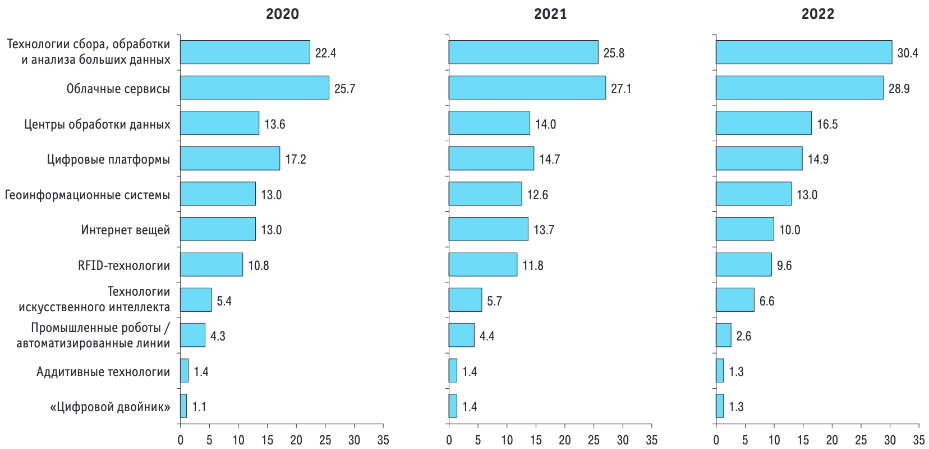 2020
2021
2022
Технологии сбора, обработки
и анализа больших данных
22.4
25.8
30.4
Облачные сервисы
25.7
27.1
28.9
Центры обработки данных
13.6
14.0
16.5
Цифровые платформы
17.2
14.7
14.9
Геоинформационные системы
13.0
12.6
13.0
Интернет вещей
13.0
13.7
10.0
RFID-технологии
10.8
11.8
9.6
Технологии
искусственного интеллекта
5.4
5.7
6.6
Промышленные роботы /
автоматизированные линии
4.3
4.4
2.6
Аддитивные технологии
1.4
1.4
1.3
«Цифровой двойник»
1.1
1.4
1.3
0 5 10 15 20 25 30 35
0 5 10 15 20 25 30 35
0 5 10 15 20 25 30 35